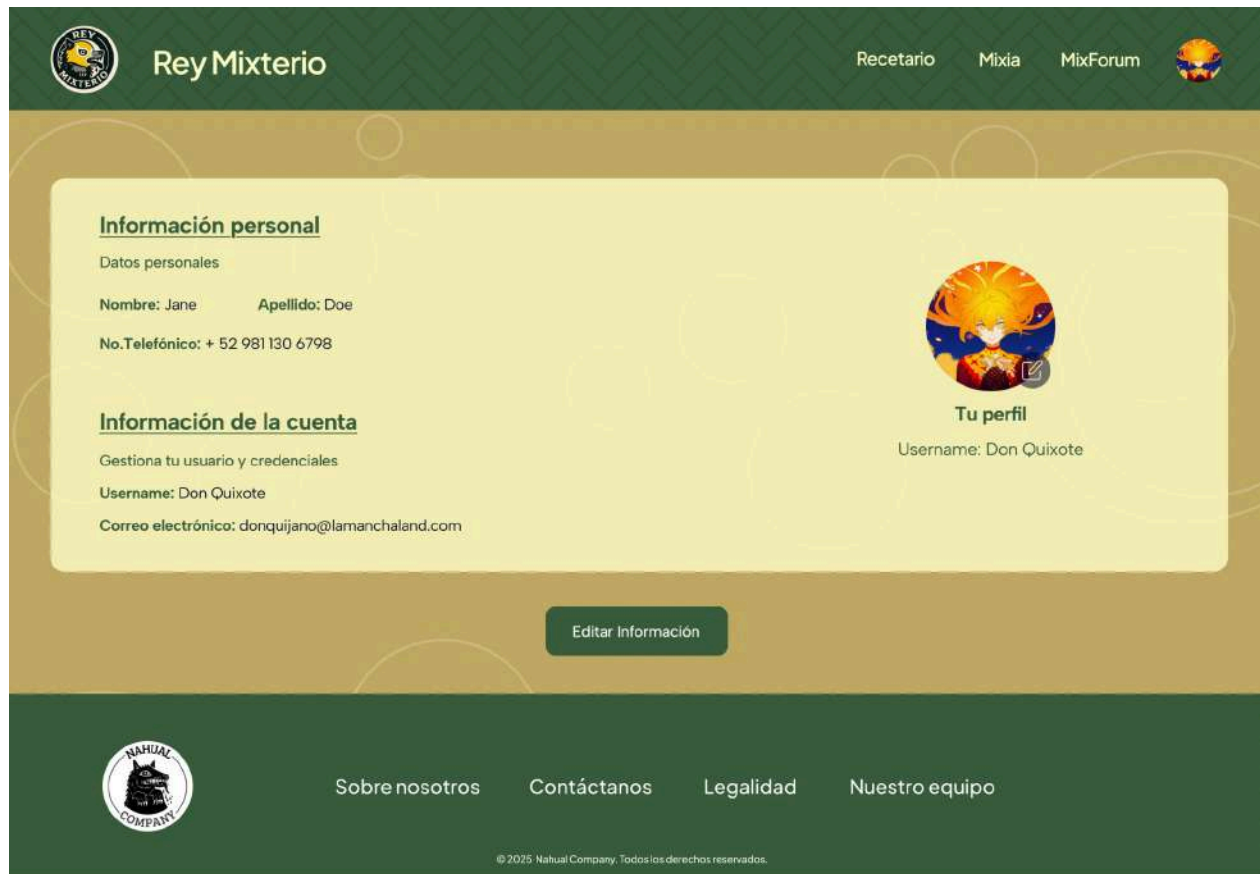 REY
MIXTERIO
Rey Mixterio
Recetario Mixia MixForum
Información personal
Datos personales
Nombre: Jane Apellido: Doe
No.Telefónico: + 52 981 130 6798
Información de la cuenta
Gestiona tu usuario y credenciales
Username: Don Quixote
Correo electrónico: donquijano@lamanchaland.com
Tu perfil
Username: Don Quixote
Editar Información
NAHUAL
COMPANY
Sobre nosotros Contáctanos Legalidad Nuestro equipo
© 2025 Nahual Company. Todos los derechos reservados.